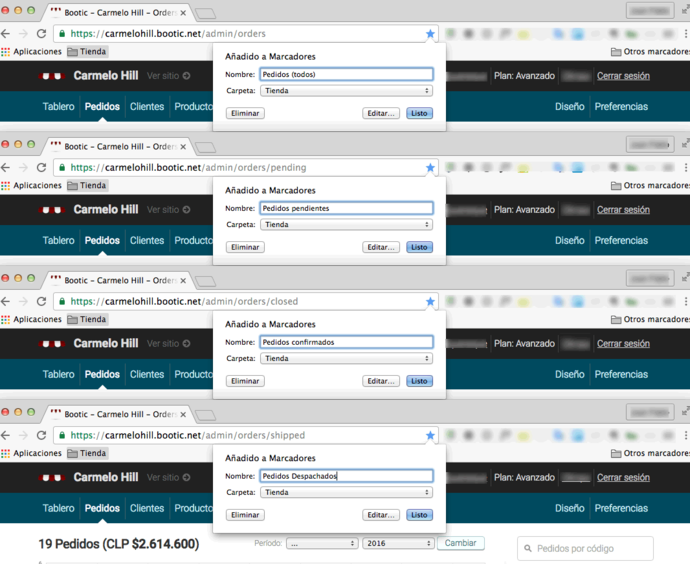 Bootic – Carmelo Hill – Orders
https://carmelohill.bootic.net/admin/orders
Aplicaciones Tienda Otros marcadores
Añadido a Marcadores
Nombre: Pedidos (todos)
Carpeta: Tienda
Eliminar Editar... Listo
Carmelo Hill Ver sitio Plan: Avanzado Cerrar sesión
Tablero Pedidos Clientes Producto Diseño Preferencias
Bootic – Carmelo Hill – Orders
https://carmelohill.bootic.net/admin/orders/pending
Aplicaciones Tienda Otros marcadores
Añadido a Marcadores
Nombre: Pedidos pendientes
Carpeta: Tienda
Eliminar Editar... Listo
Carmelo Hill Ver sitio Plan: Avanzado Cerrar sesión
Tablero Pedidos Clientes Producto Diseño Preferencias
Bootic – Carmelo Hill – Orders
https://carmelohill.bootic.net/admin/orders/closed
Aplicaciones Tienda Otros marcadores
Añadido a Marcadores
Nombre: Pedidos confirmados
Carpeta: Tienda
Eliminar Editar... Listo
Carmelo Hill Ver sitio Plan: Avanzado Cerrar sesión
Tablero Pedidos Clientes Producto Diseño Preferencias
Bootic – Carmelo Hill – Orders
https://carmelohill.bootic.net/admin/orders/shipped
Aplicaciones Tienda Otros marcadores
Añadido a Marcadores
Nombre: Pedidos Despachados
Carpeta: Tienda
Eliminar Editar... Listo
Carmelo Hill Ver sitio Plan: Avanzado Cerrar sesión
Tablero Pedidos Clientes Producto Diseño Preferencias
19 Pedidos (CLP $2.614.600) Período: ... 2016 Cambiar Pedidos por código